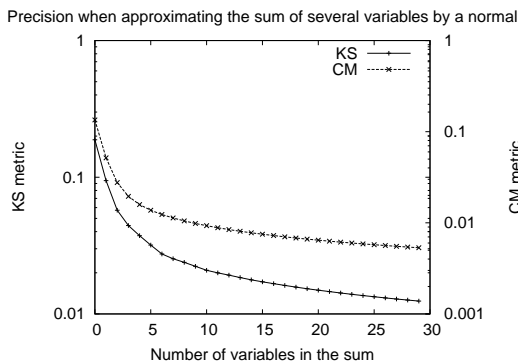 Precision when approximating the sum of several variables by a normal
1
0.1
0.01
KS metric
KS
CM
1
0.1
0.01
0.001
CM metric
0 5 10 15 20 25 30
Number of variables in the sum